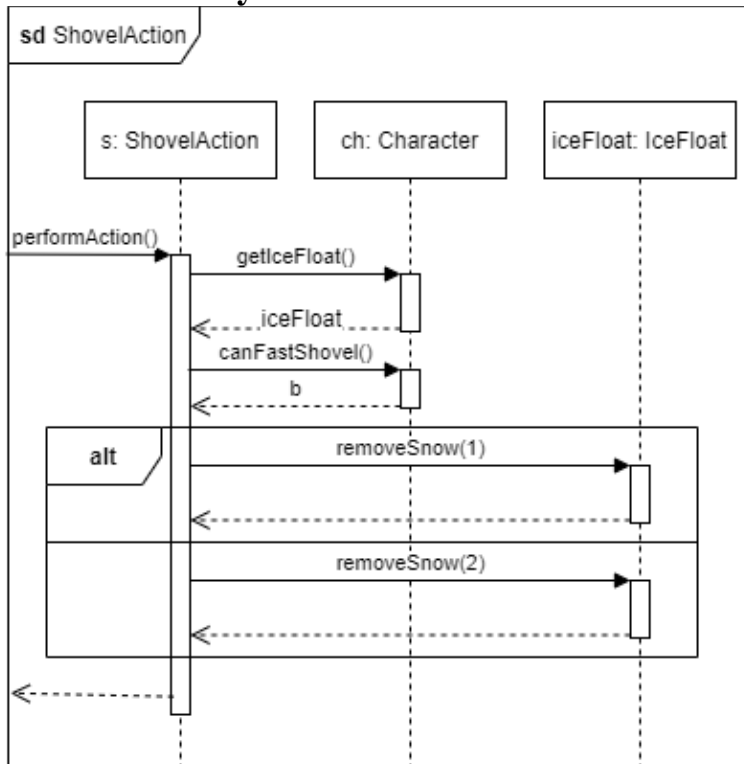 sd ShovelAction
s: ShovelAction
ch: Character
iceFloat: IceFloat
performAction()
getIceFloat()
iceFloat
canFastShovel()
b
alt
removeSnow(1)
removeSnow(2)